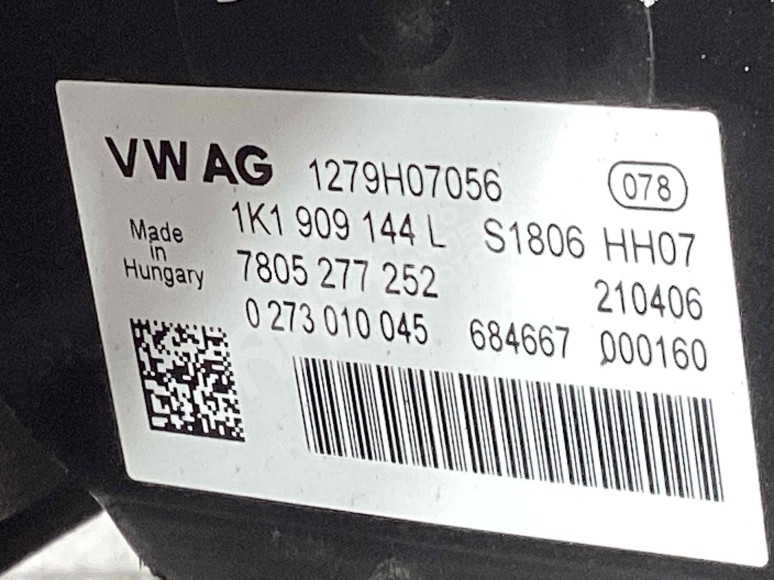 VW AG 1279H07056 078
1K1 909 144 L S1806 HH07
Made
in
Hungary
7805 277 252 210406
0 273 010 045 684667 000160